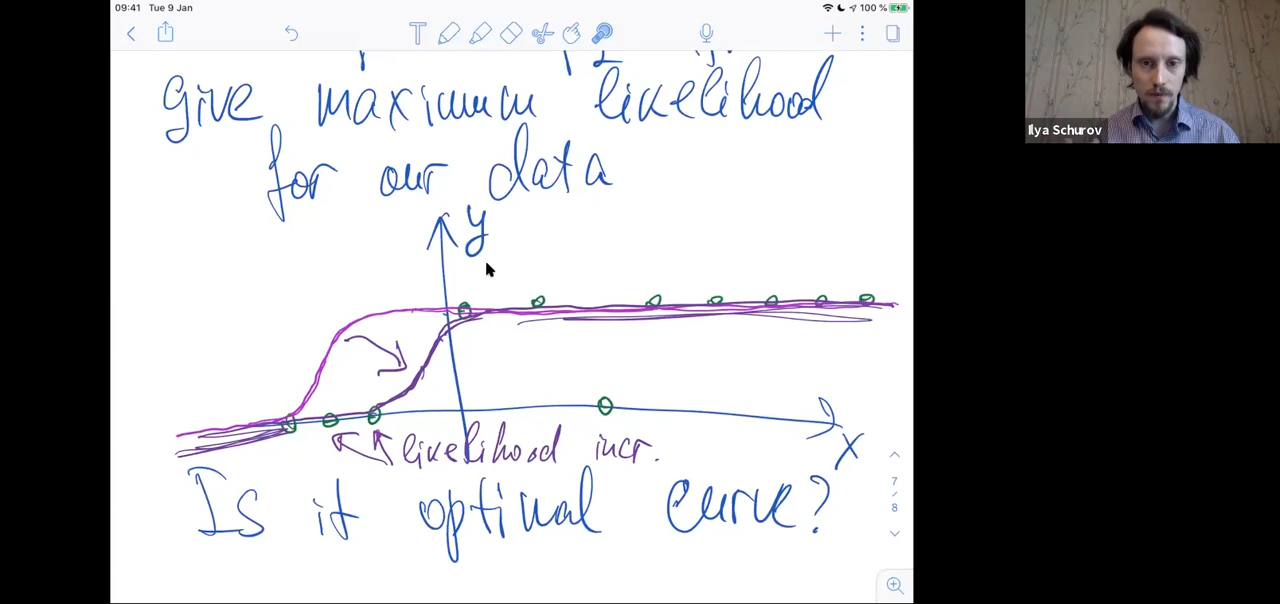 09:41 Tue 9 Jan
100 %
Ilya Schurov
give maximum likelihood
for our data
y
likelihood incr.
x
7
/
8
Is it optimal curve?